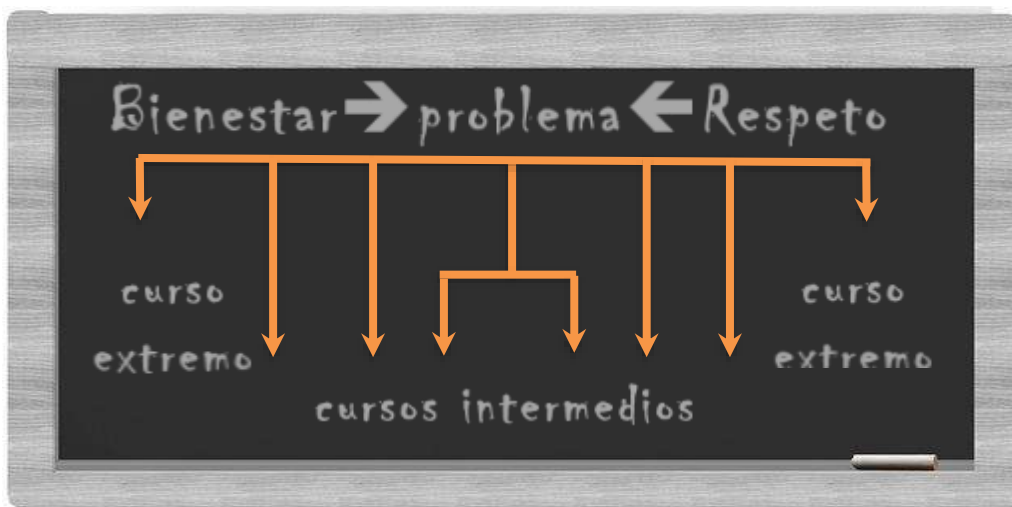 Bienestar problema Respeto
curso curso
extremo extremo
cursos intermedios